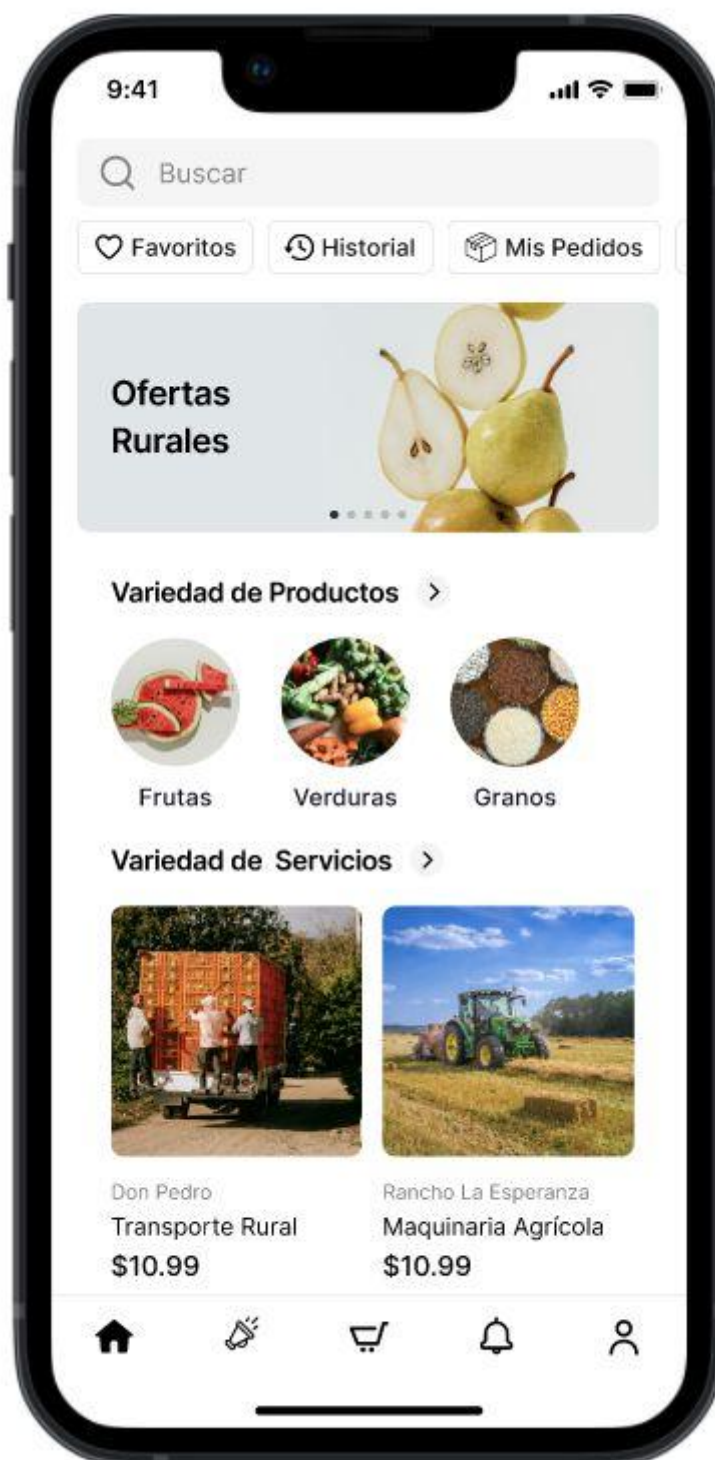 9:41
Buscar
Favoritos Historial Mis Pedidos
Ofertas
Rurales
Variedad de Productos
Frutas Verduras Granos
Variedad de Servicios
Don Pedro Rancho La Esperanza
Transporte Rural Maquinaria Agrícola
$10.99 $10.99